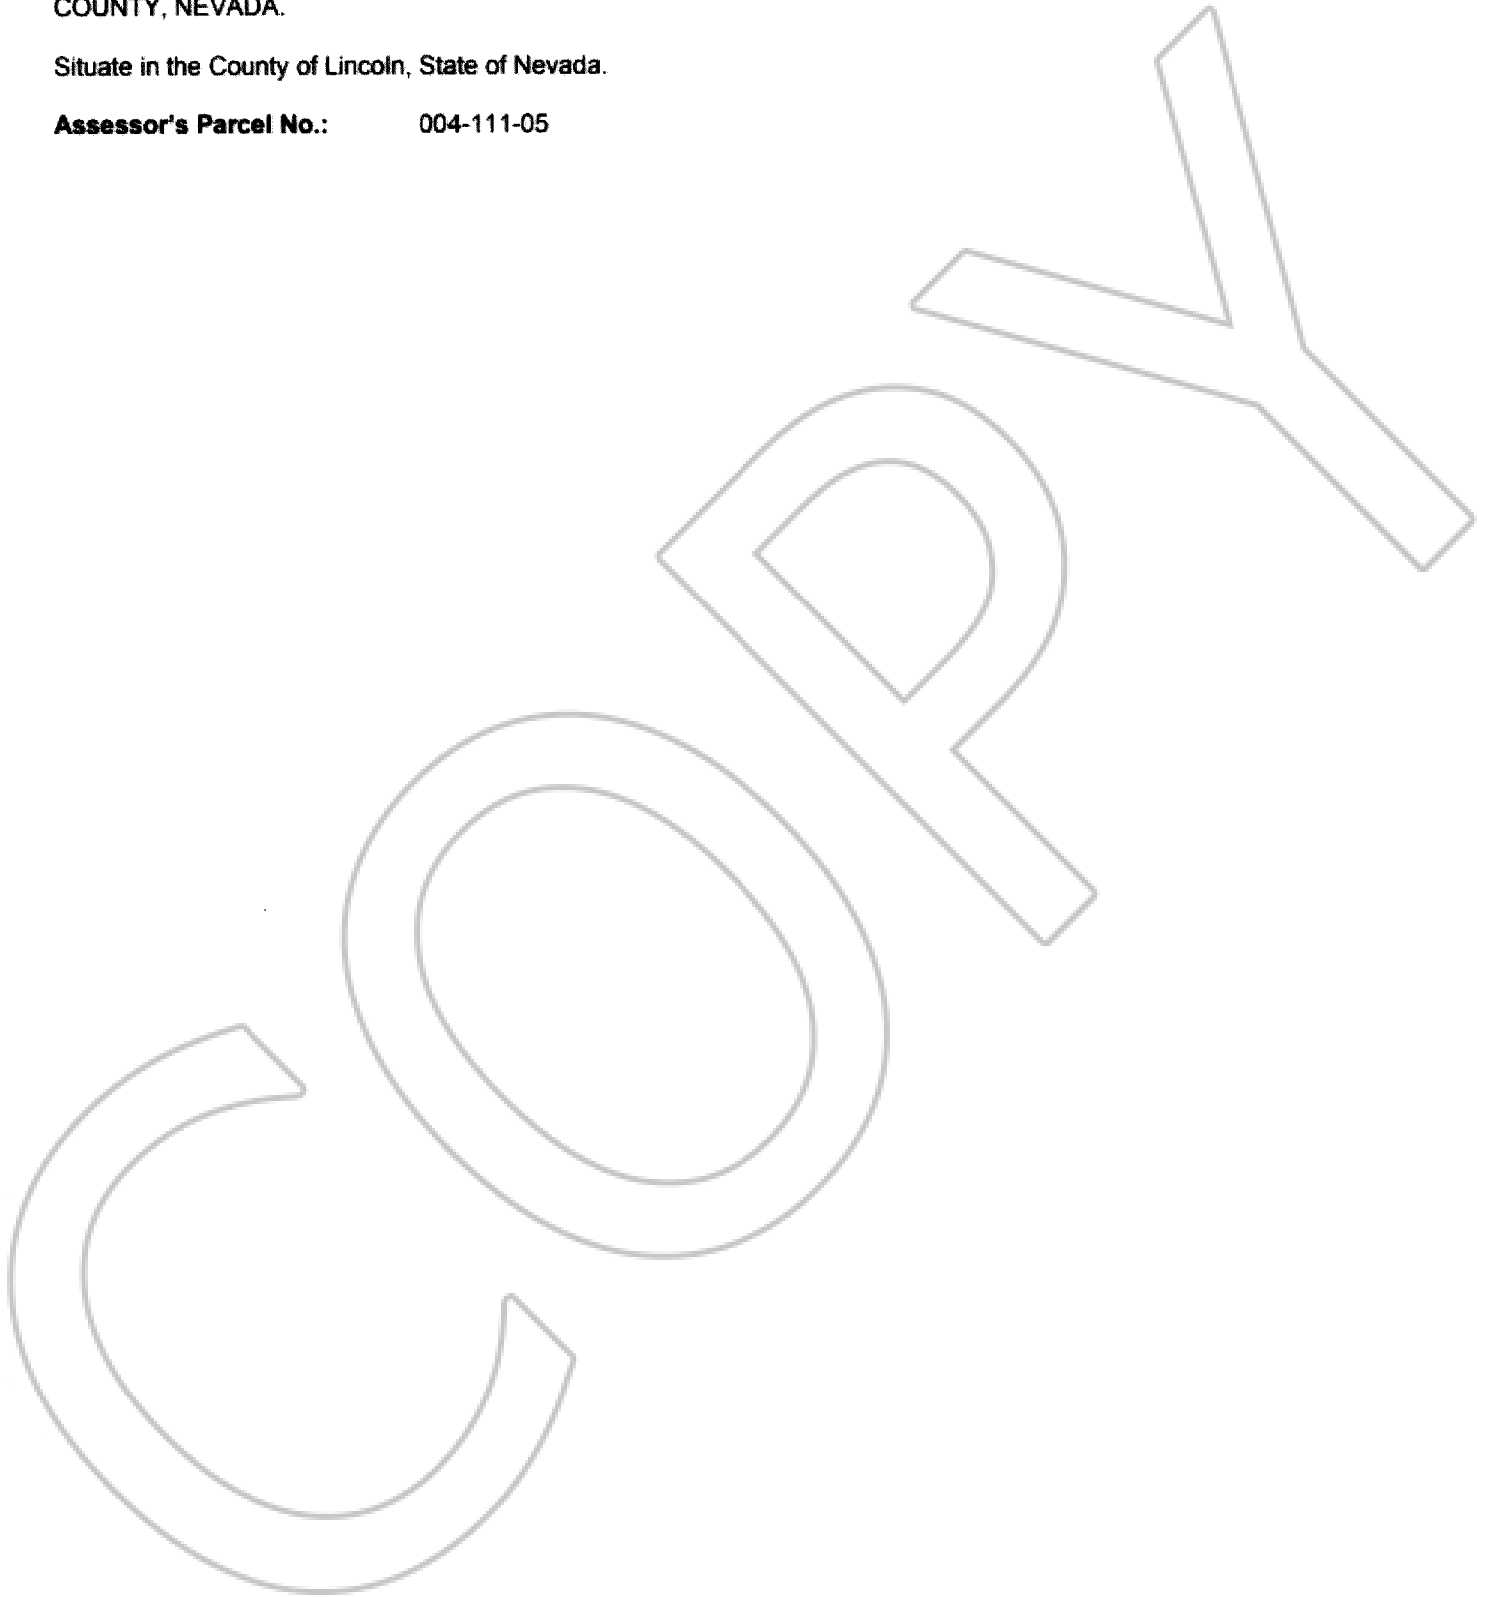 COUNTY, NEVADA.
Situate in the County of Lincoln, State of Nevada.
Assessor's Parcel No.: 004-111-05
COPY